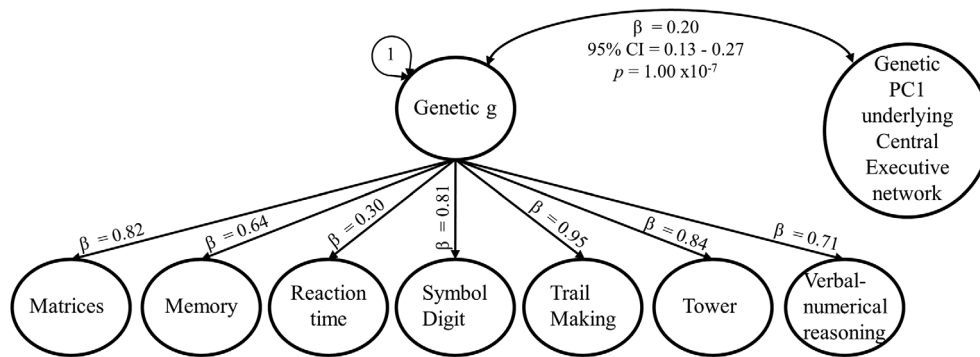 β = 0.20
95% CI = 0.13 - 0.27
p = 1.00 x10⁻⁷
1
Genetic g
Genetic
PC1
underlying
Central
Executive
network
β = 0.82
β = 0.64
β = 0.30
β = 0.81
β = 0.95
β = 0.84
β = 0.71
Matrices
Memory
Reaction
time
Symbol
Digit
Trail
Making
Tower
Verbal-
numerical
reasoning